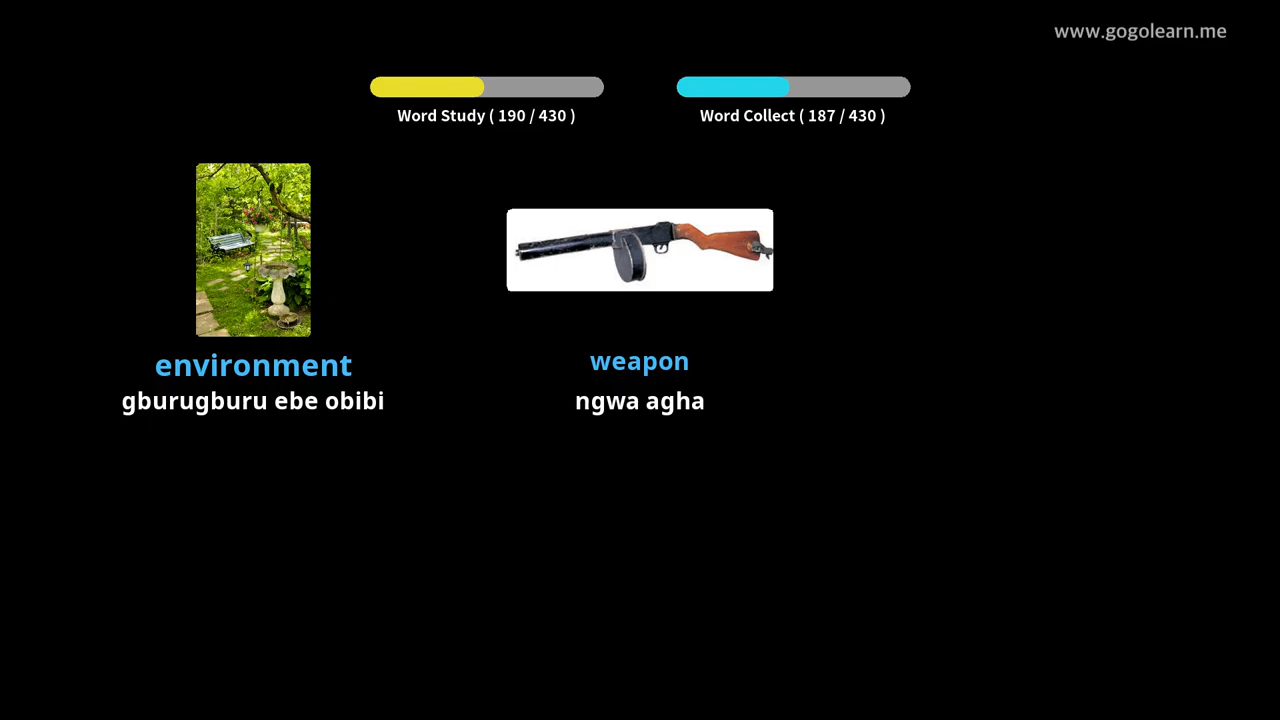 www.gogolearn.me
Word Study ( 190 / 430 )
Word Collect ( 187 / 430 )
environment
gburugburu ebe obibi
weapon
ngwa agha